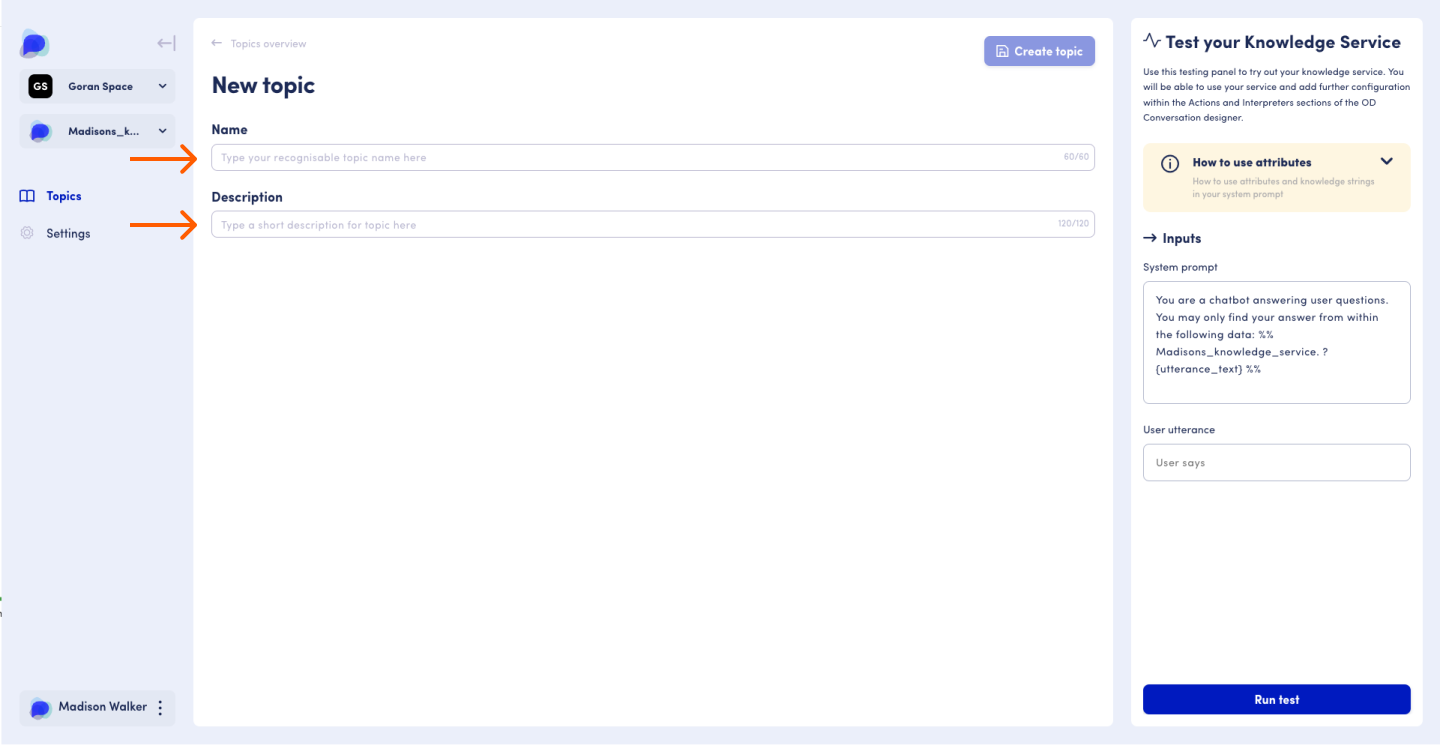 GS
Goran Space
Madisons_k...
Topics
Settings
Madison Walker
Topics overview
Create topic
New topic
Name
Type your recognisable topic name here
60/60
Description
Type a short description for topic here
120/120
Test your Knowledge Service
Use this testing panel to try out your knowledge service. You
will be able to use your service and add further configuration
within the Actions and Interpreters sections of the OD
Conversation designer.
How to use attributes
How to use attributes and knowledge strings
in your system prompt
Inputs
System prompt
You are a chatbot answering user questions.
You may only find your answer from within
the following data: %%
Madisons_knowledge_service. ?
{utterance_text} %%
User utterance
User says
Run test